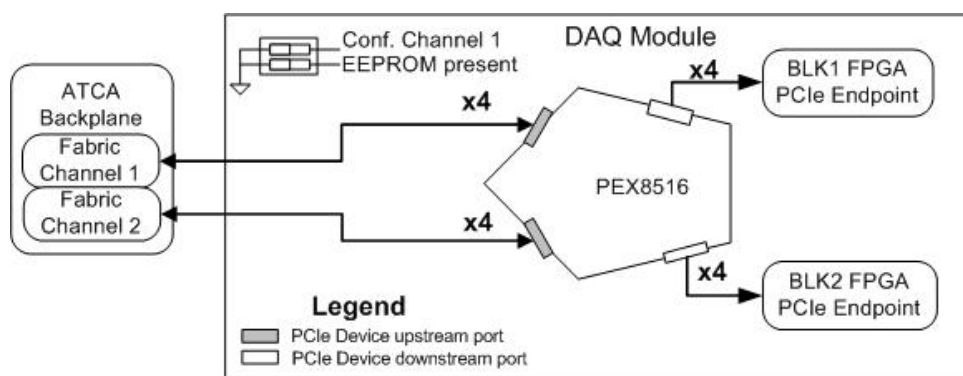 Conf. Channel 1
EEPROM present
DAQ Module
ATCA
Backplane
Fabric
Channel 1
Fabric
Channel 2
x4
x4
x4
x4
BLK1 FPGA
PCIe Endpoint
PEX8516
BLK2 FPGA
PCIe Endpoint
Legend
PCIe Device upstream port
PCIe Device downstream port